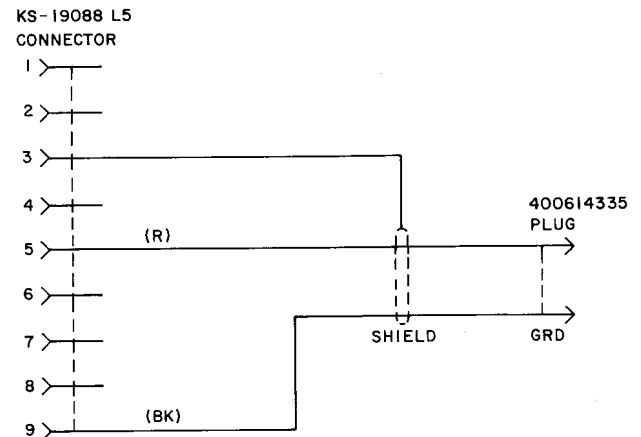 KS-19088 L5
CONNECTOR
1
2
3
4
400614335
PLUG
5
(R)
6
SHIELD
GRD
7
8
9
(BK)